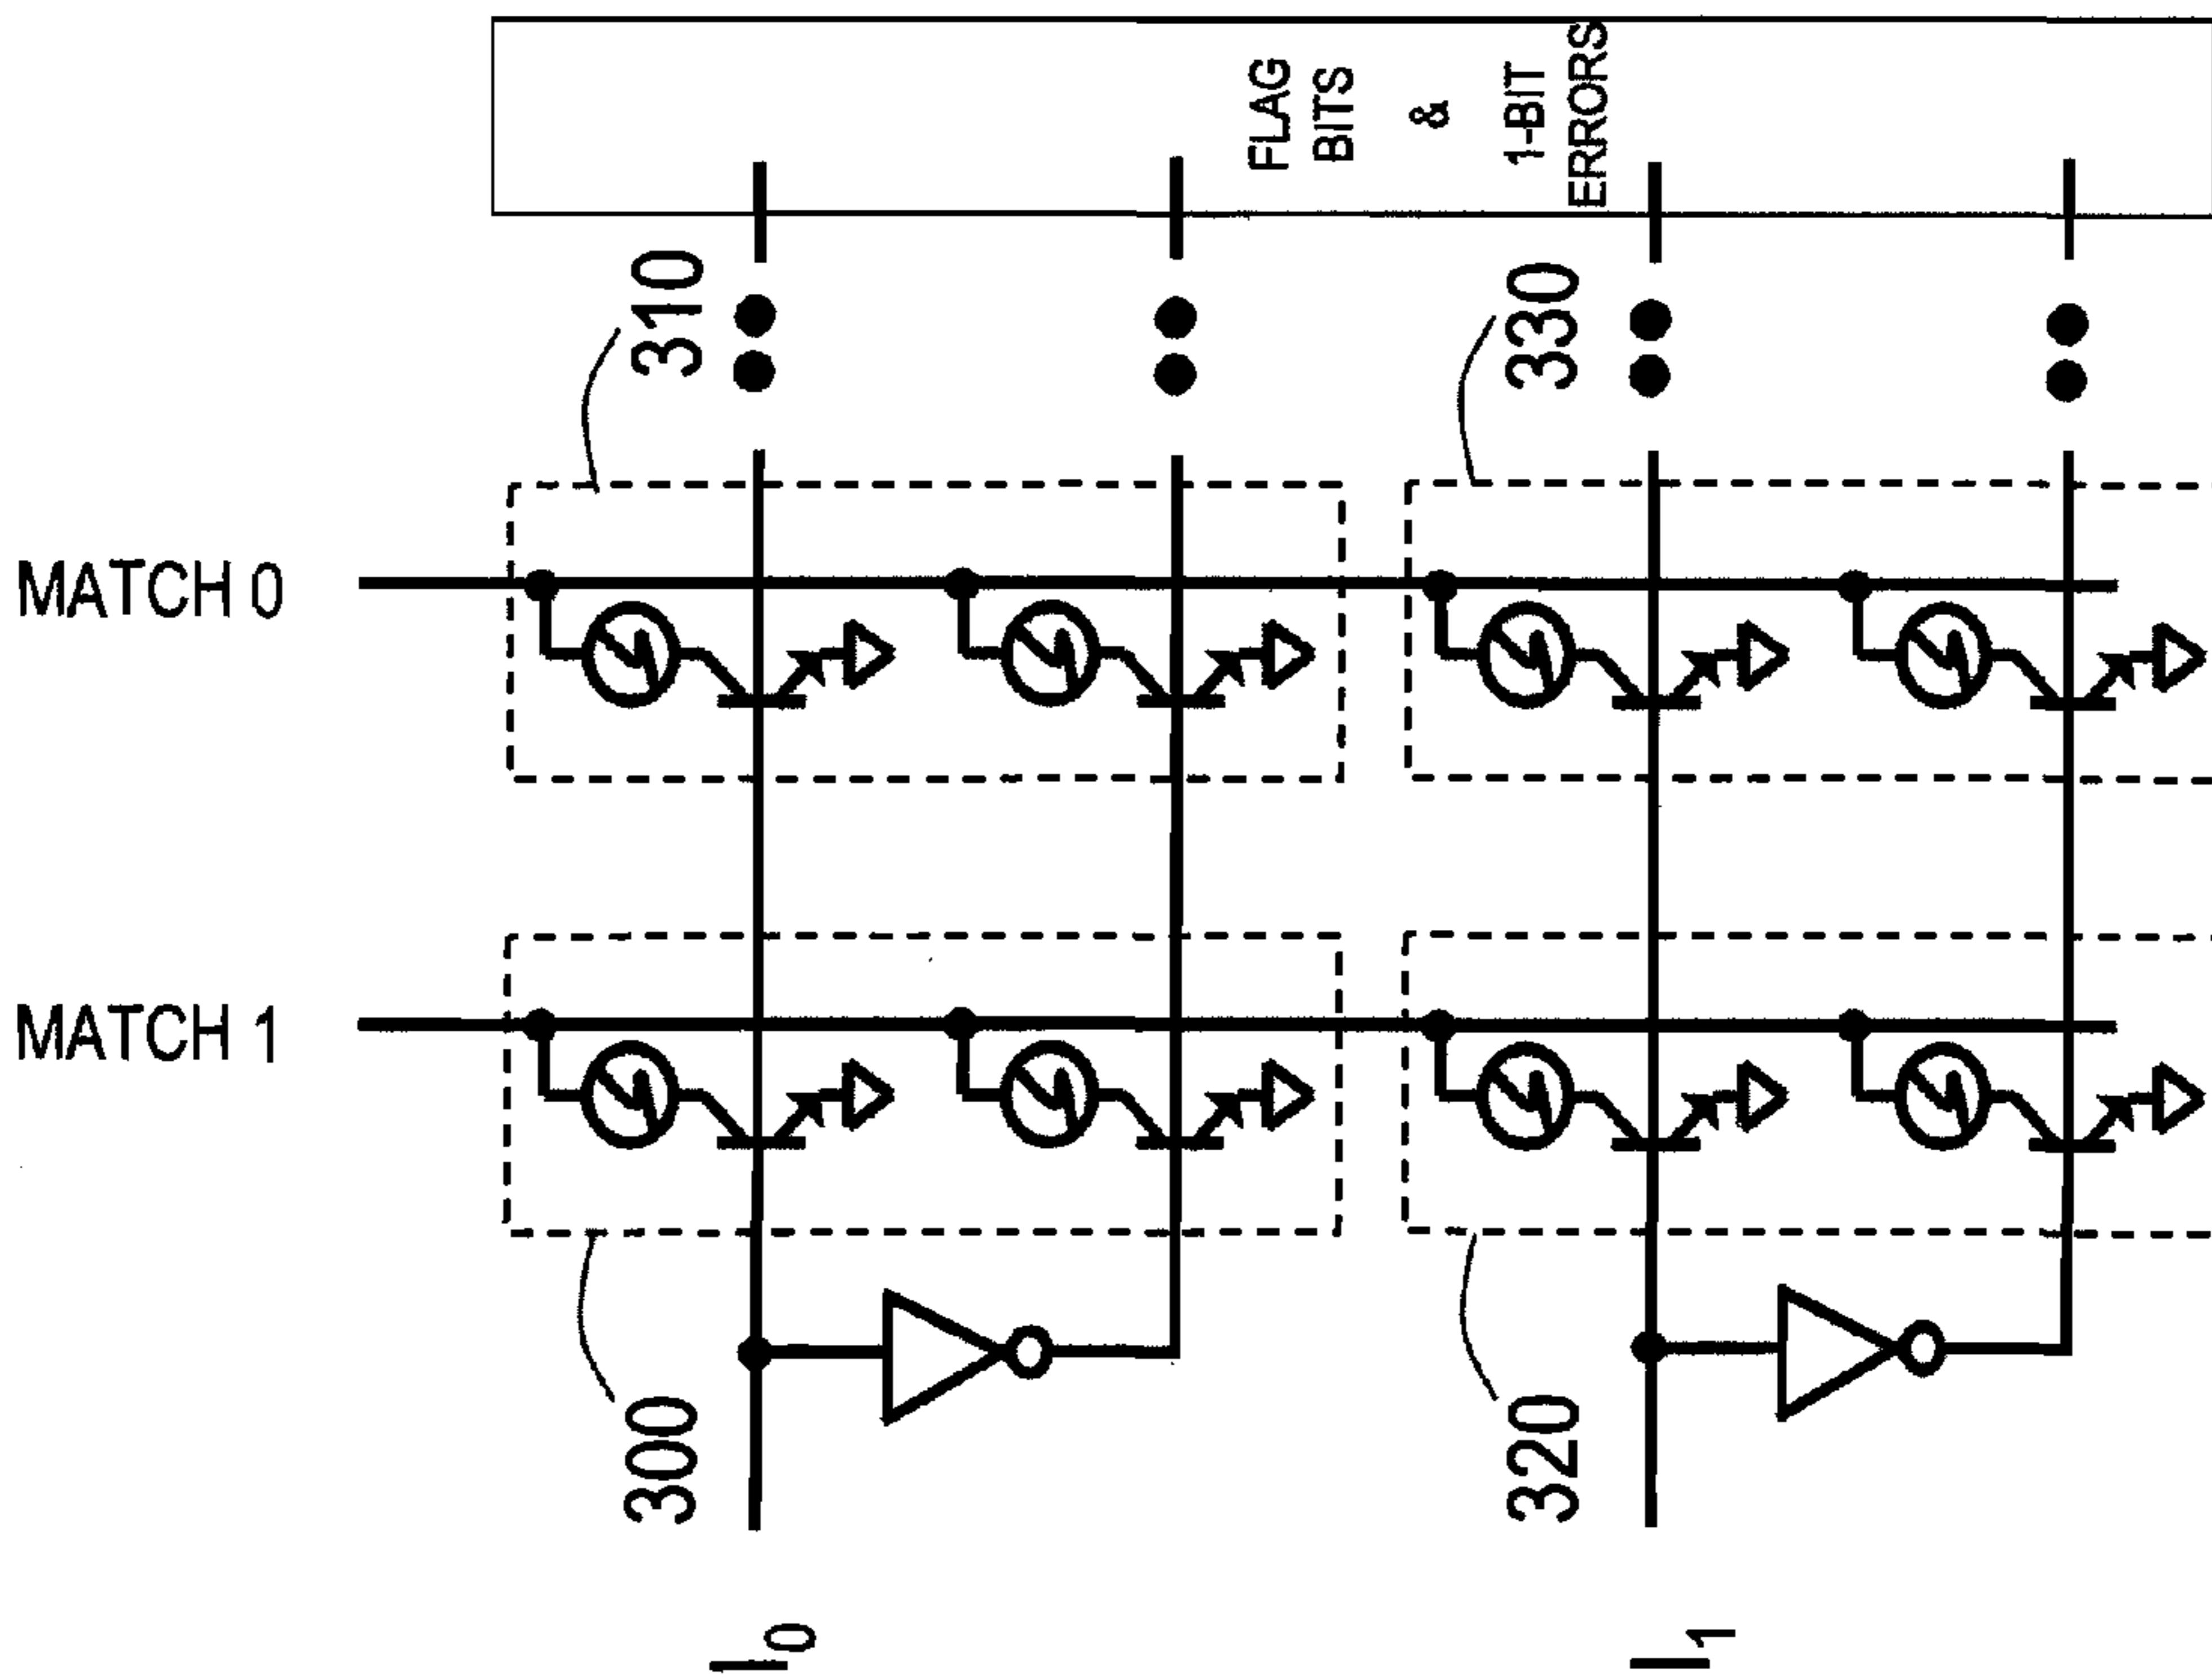 FLAG
BITS
&
1-BIT
ERRORS
310
330
MATCH 0
MATCH 1
300
320
I0
I1